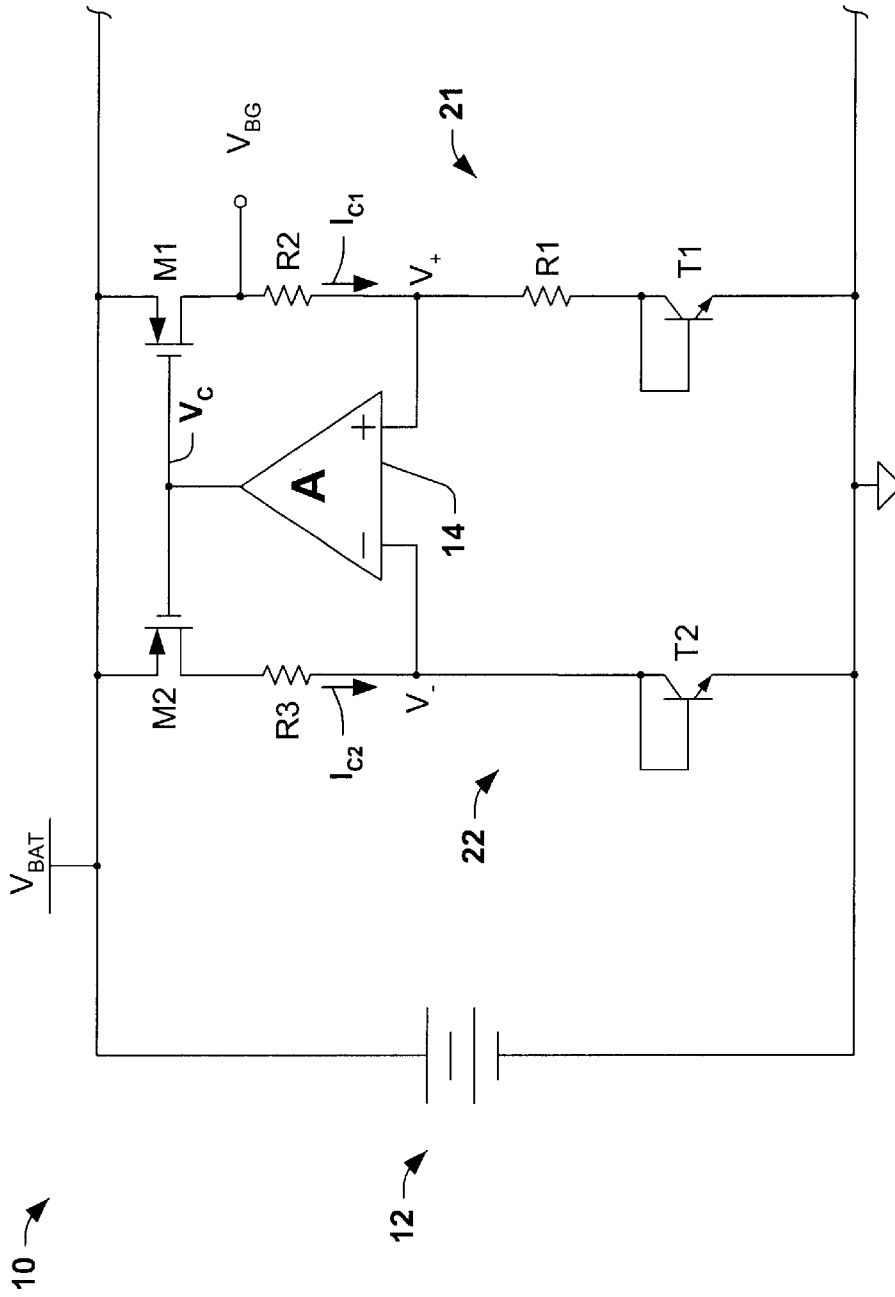 10
V_BAT
12
M2
V_C
M1
V_BG
R3
A
R2
I_C2
I_C1
−
+
V_-
V_+
14
21
22
R1
T2
T1